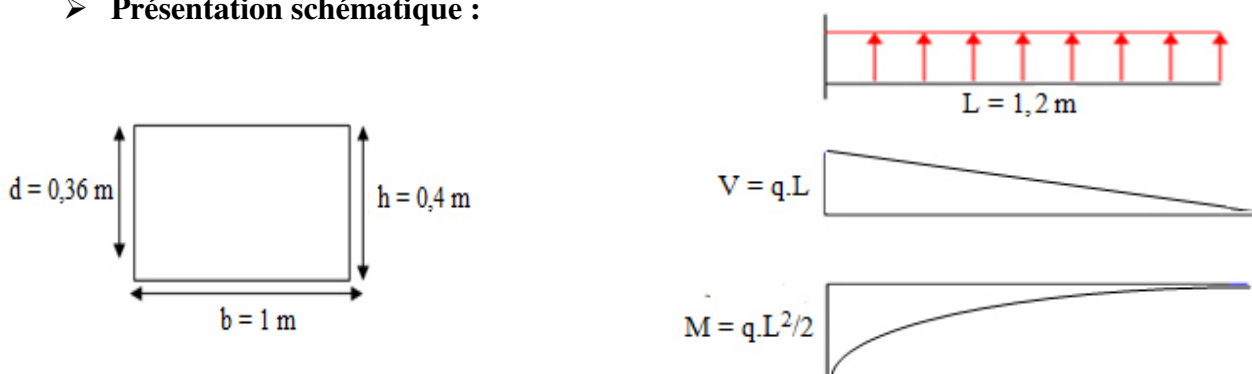 ➢ Présentation schématique :
d = 0,36 m
h = 0,4 m
b = 1 m
L = 1,2 m
V = q.L
M = q.L²/2